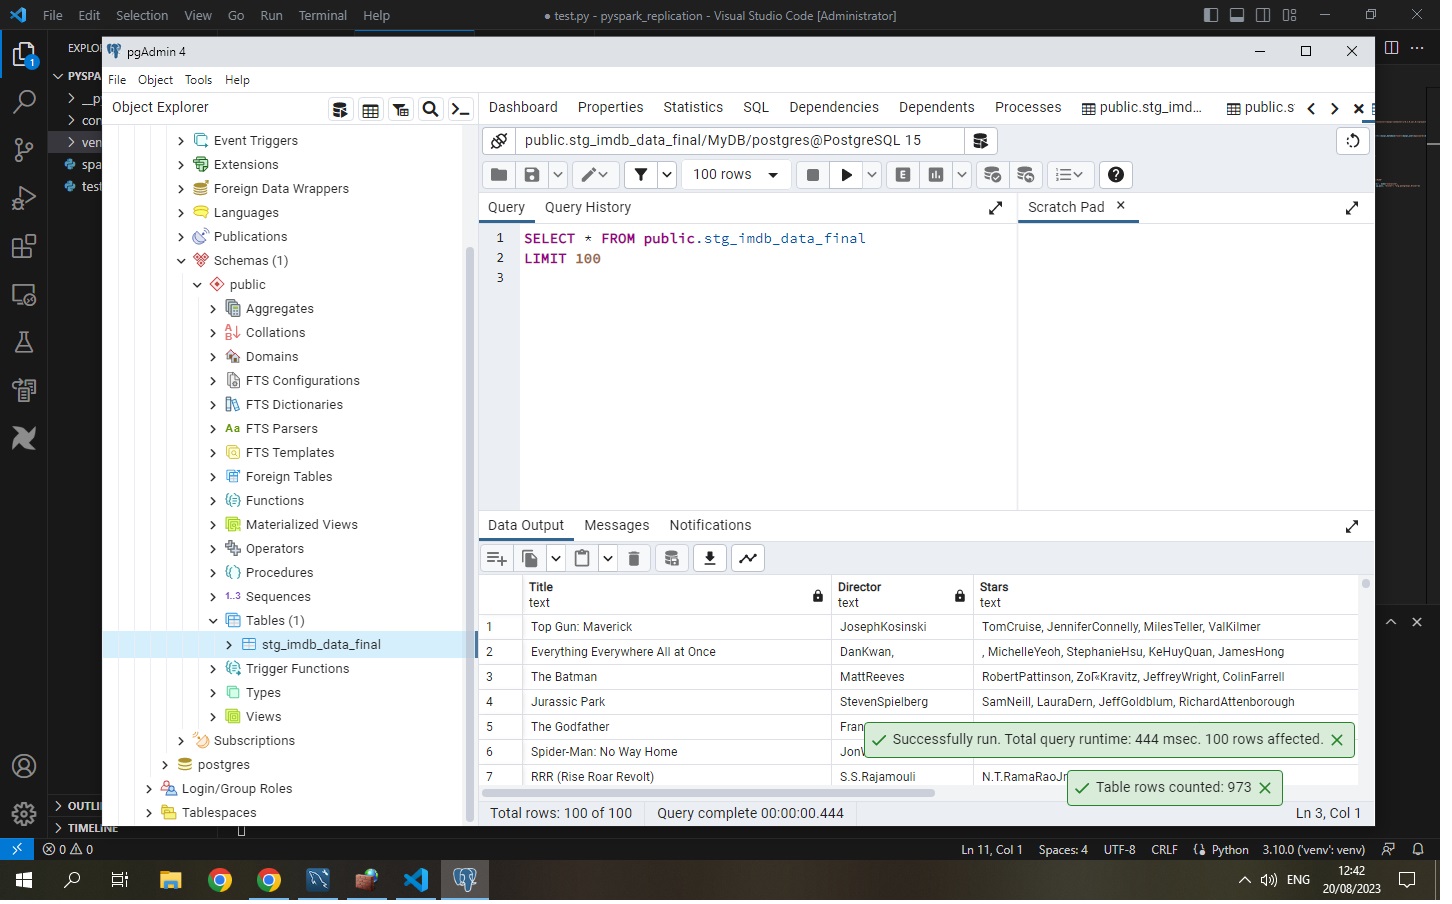 File Edit Selection View Go Run Terminal Help
● test.py - pyspark_replication - Visual Studio Code [Administrator]
EXPLO
PYSPA
__p
con
ven
spa
test
OUTLI
TIMELINE
1
pgAdmin 4
File Object Tools Help
Object Explorer
Event Triggers
Extensions
Foreign Data Wrappers
Languages
Publications
Schemas (1)
public
Aggregates
Collations
Domains
FTS Configurations
FTS Dictionaries
Aa FTS Parsers
FTS Templates
Foreign Tables
Functions
Materialized Views
Operators
Procedures
1..3 Sequences
Tables (1)
stg_imdb_data_final
Trigger Functions
Types
Views
Subscriptions
postgres
Login/Group Roles
Tablespaces
Dashboard Properties Statistics SQL Dependencies Dependents Processes public.stg_imd... public.s
public.stg_imdb_data_final/MyDB/postgres@PostgreSQL 15
100 rows
E
Query Query History
Scratch Pad
1 SELECT * FROM public.stg_imdb_data_final
2 LIMIT 100
3
Data Output Messages Notifications
Title Director Stars
text text text
1 Top Gun: Maverick JosephKosinski TomCruise, JenniferConnelly, MilesTeller, ValKilmer
2 Everything Everywhere All at Once DanKwan, , MichelleYeoh, StephanieHsu, KeHuyQuan, JamesHong
3 The Batman MattReeves RobertPattinson, JeffreyWright, ColinFarrell
4 Jurassic Park StevenSpielberg SamNeill, LauraDern, JeffGoldblum, RichardAttenborough
5 The Godfather Fran
6 Spider-Man: No Way Home JonW
7 RRR (Rise Roar Revolt) S.S.Rajamouli N.T.RamaRaoJr
Successfully run. Total query runtime: 444 msec. 100 rows affected.
Table rows counted: 973
Total rows: 100 of 100 Query complete 00:00:00.444 Ln 3, Col 1
0 0 Ln 11, Col 1 Spaces: 4 UTF-8 CRLF Python 3.10.0 ('venv': venv)
ENG
12:42
20/08/2023